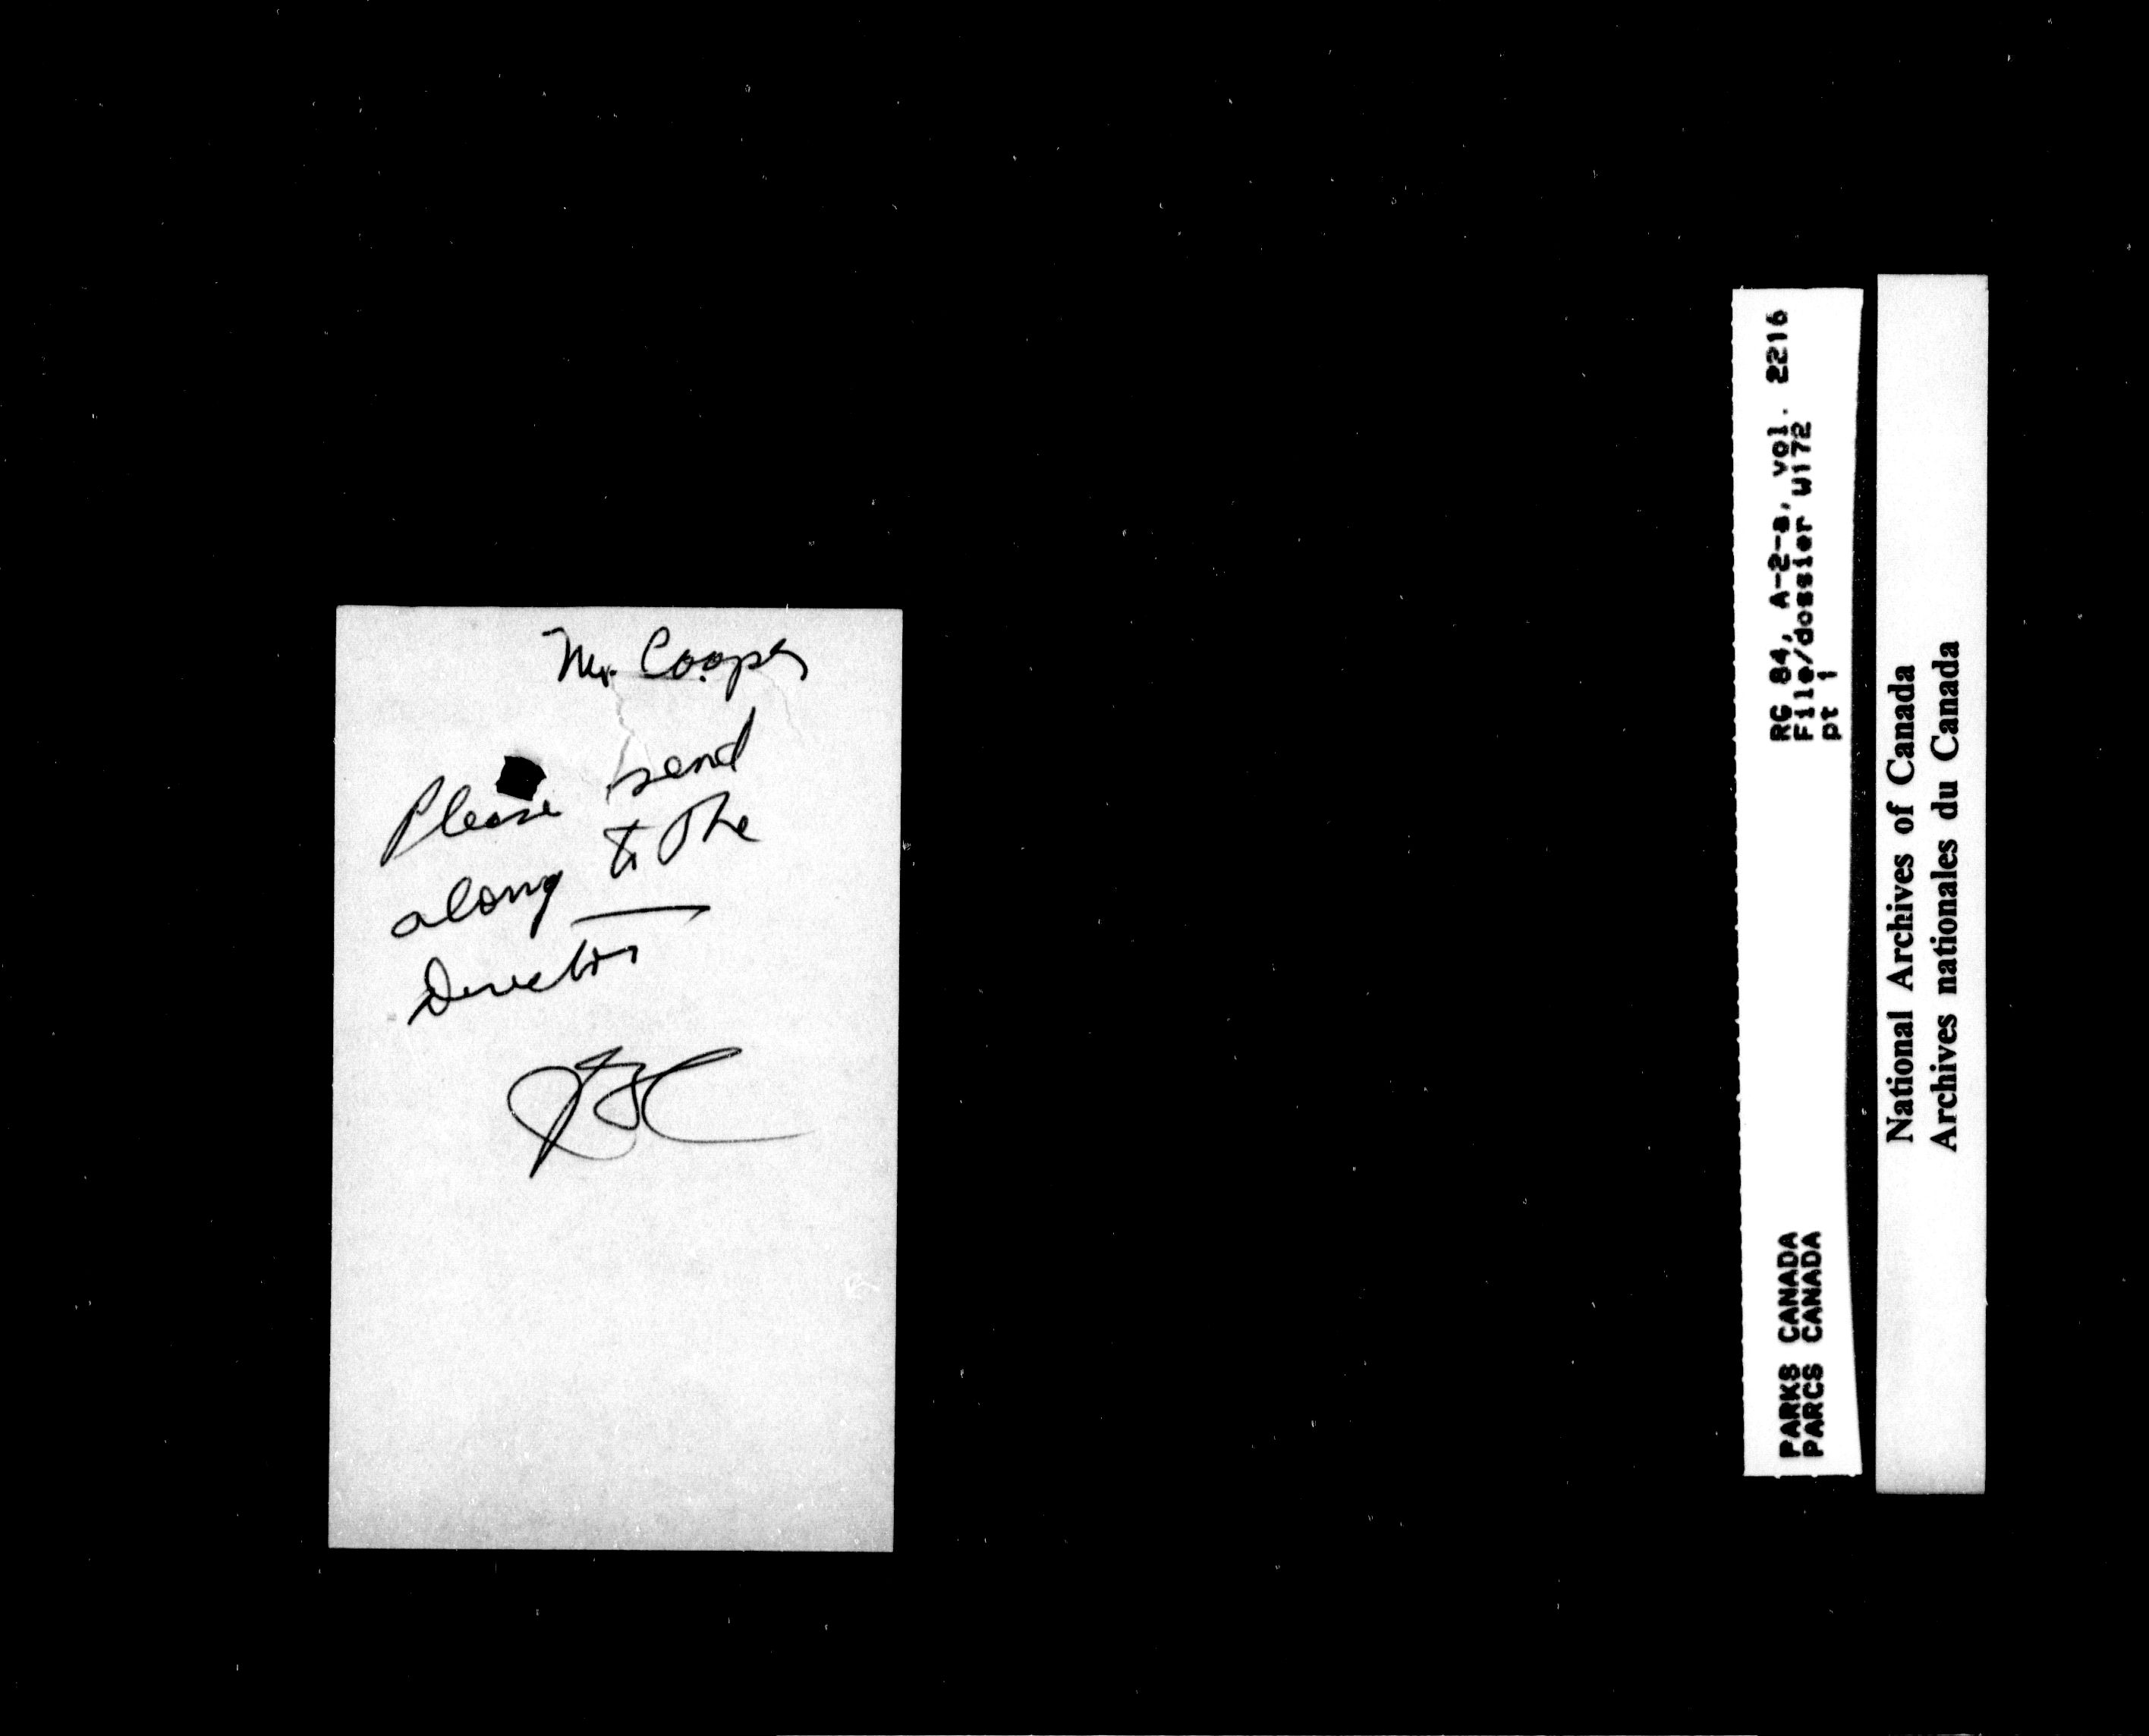 Mr. Cooper
Please send
along to the
Director
RG 84, A-2-a, vol. 2216
File/dossier W172
pt 1
PARKS CANADA
PARCS CANADA
National Archives of Canada
Archives nationales du Canada